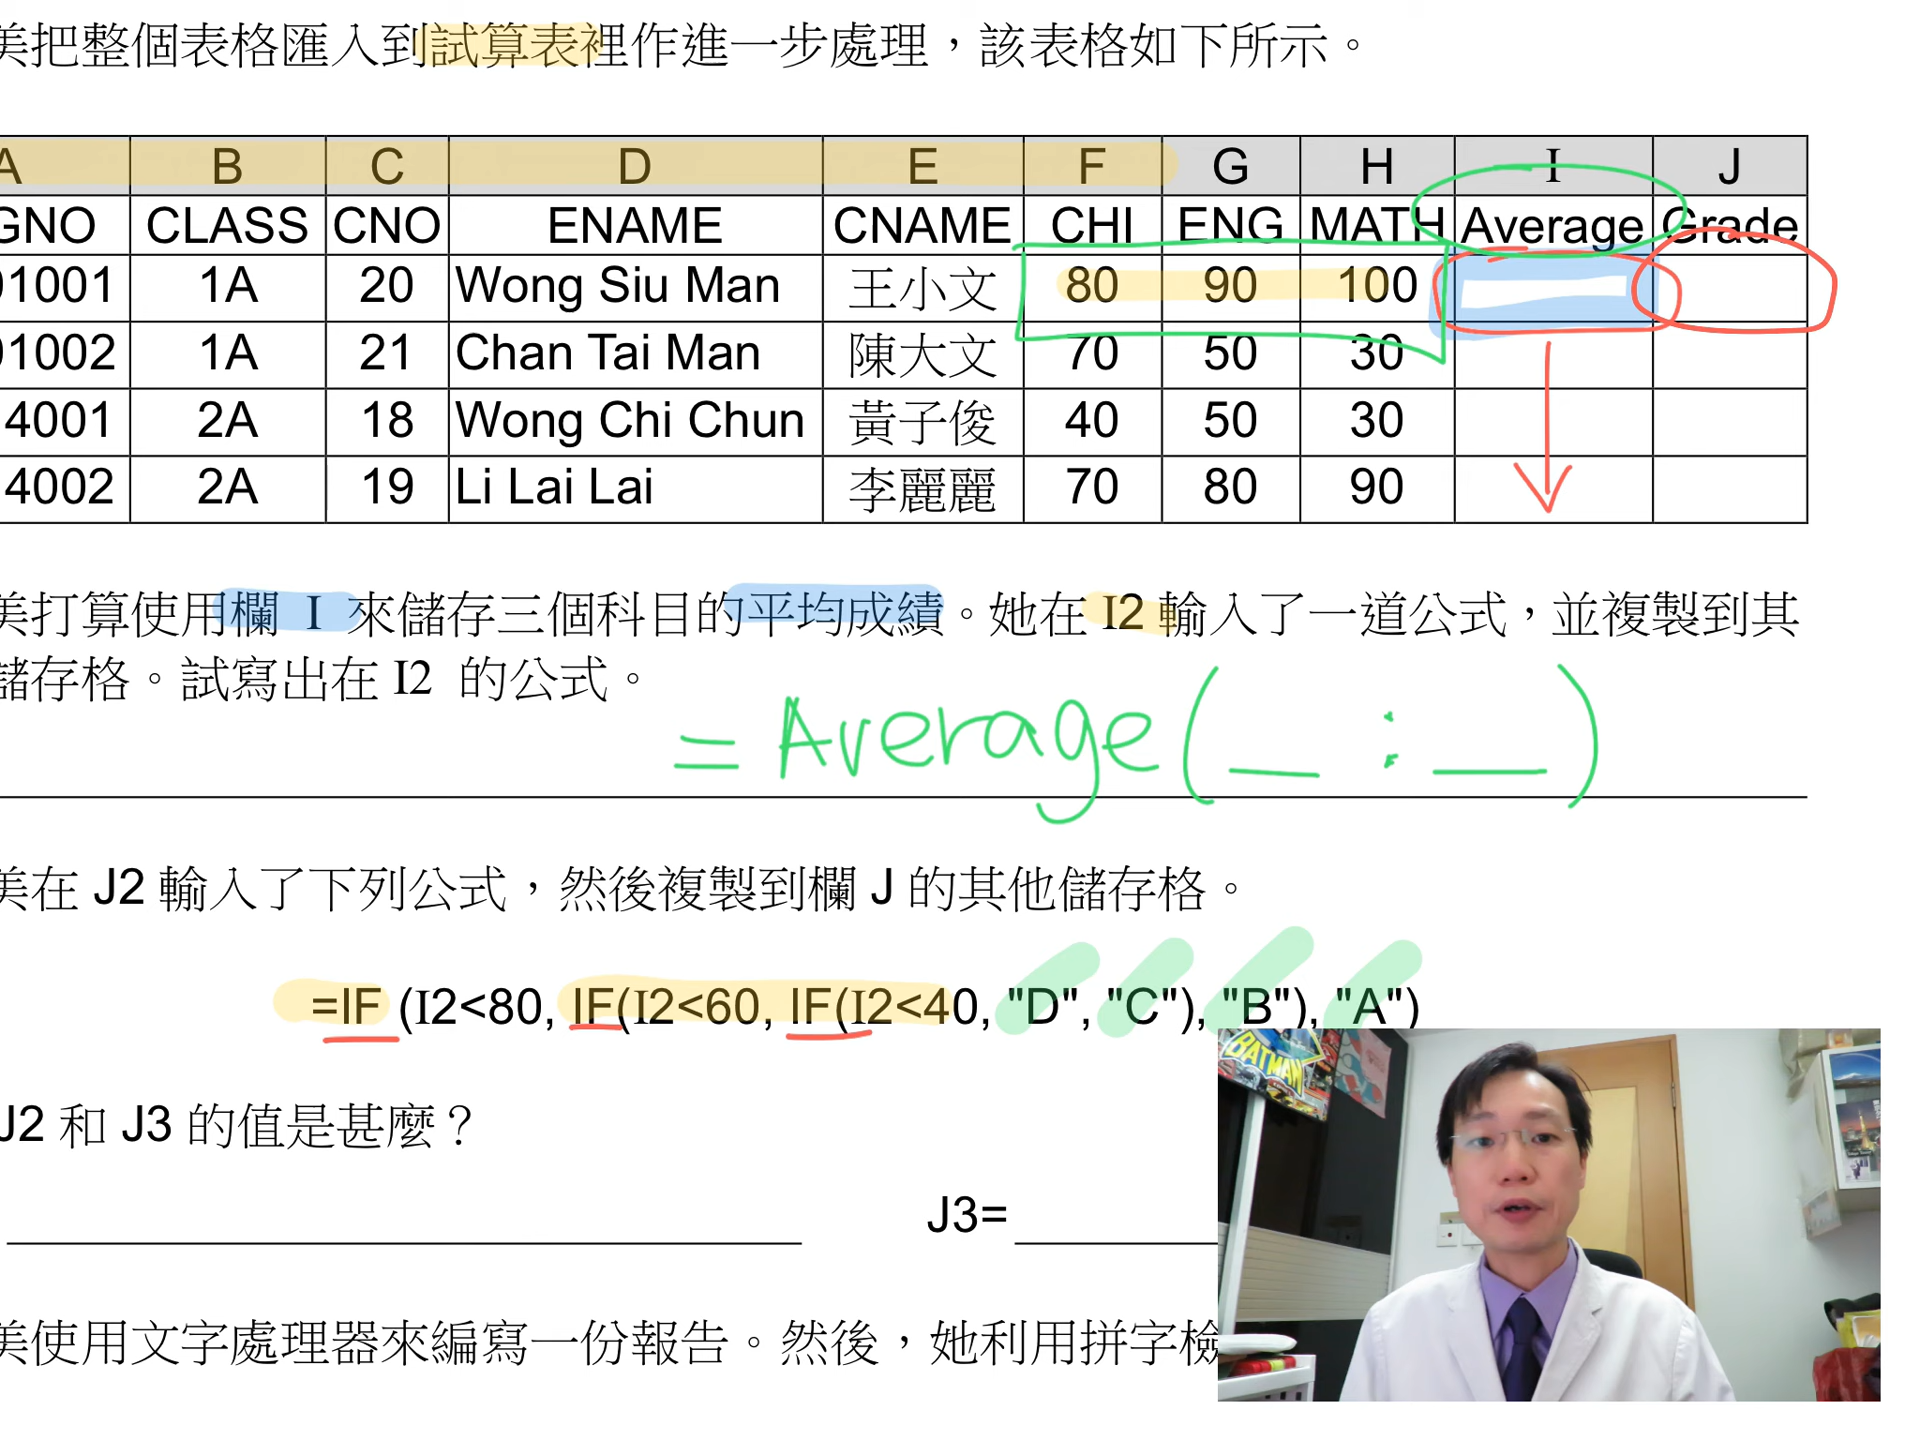 美把整個表格匯入到試算表裡作進一步處理，該表格如下所示。
A B C D E F G H I J
GNO CLASS CNO ENAME CNAME CHI ENG MATH Average Grade
01001 1A 20 Wong Siu Man 王小文 80 90 100
01002 1A 21 Chan Tai Man 陳大文 70 50 30
4001 2A 18 Wong Chi Chun 黃子俊 40 50 30
4002 2A 19 Li Lai Lai 李麗麗 70 80 90
美打算使用欄 I 來儲存三個科目的平均成績。她在 I2 輸入了一道公式，並複製到其
儲存格。試寫出在 I2 的公式。
= Average(__ : __)
美在 J2 輸入了下列公式，然後複製到欄 J 的其他儲存格。
=IF (I2<80, IF(I2<60, IF(I2<40, "D", "C"), "B"), "A")
J2 和 J3 的值是甚麼？
J3=
美使用文字處理器來編寫一份報告。然後，她利用拼字檢
BATMAN